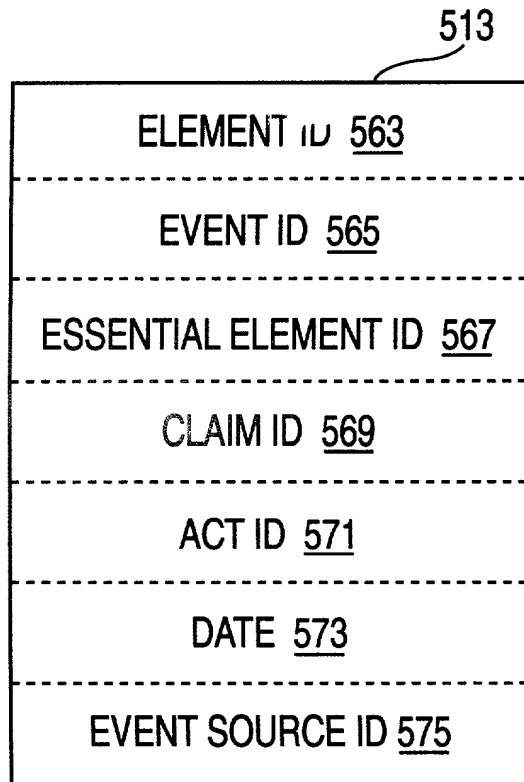 513
ELEMENT ID 563
EVENT ID 565
ESSENTIAL ELEMENT ID 567
CLAIM ID 569
ACT ID 571
DATE 573
EVENT SOURCE ID 575